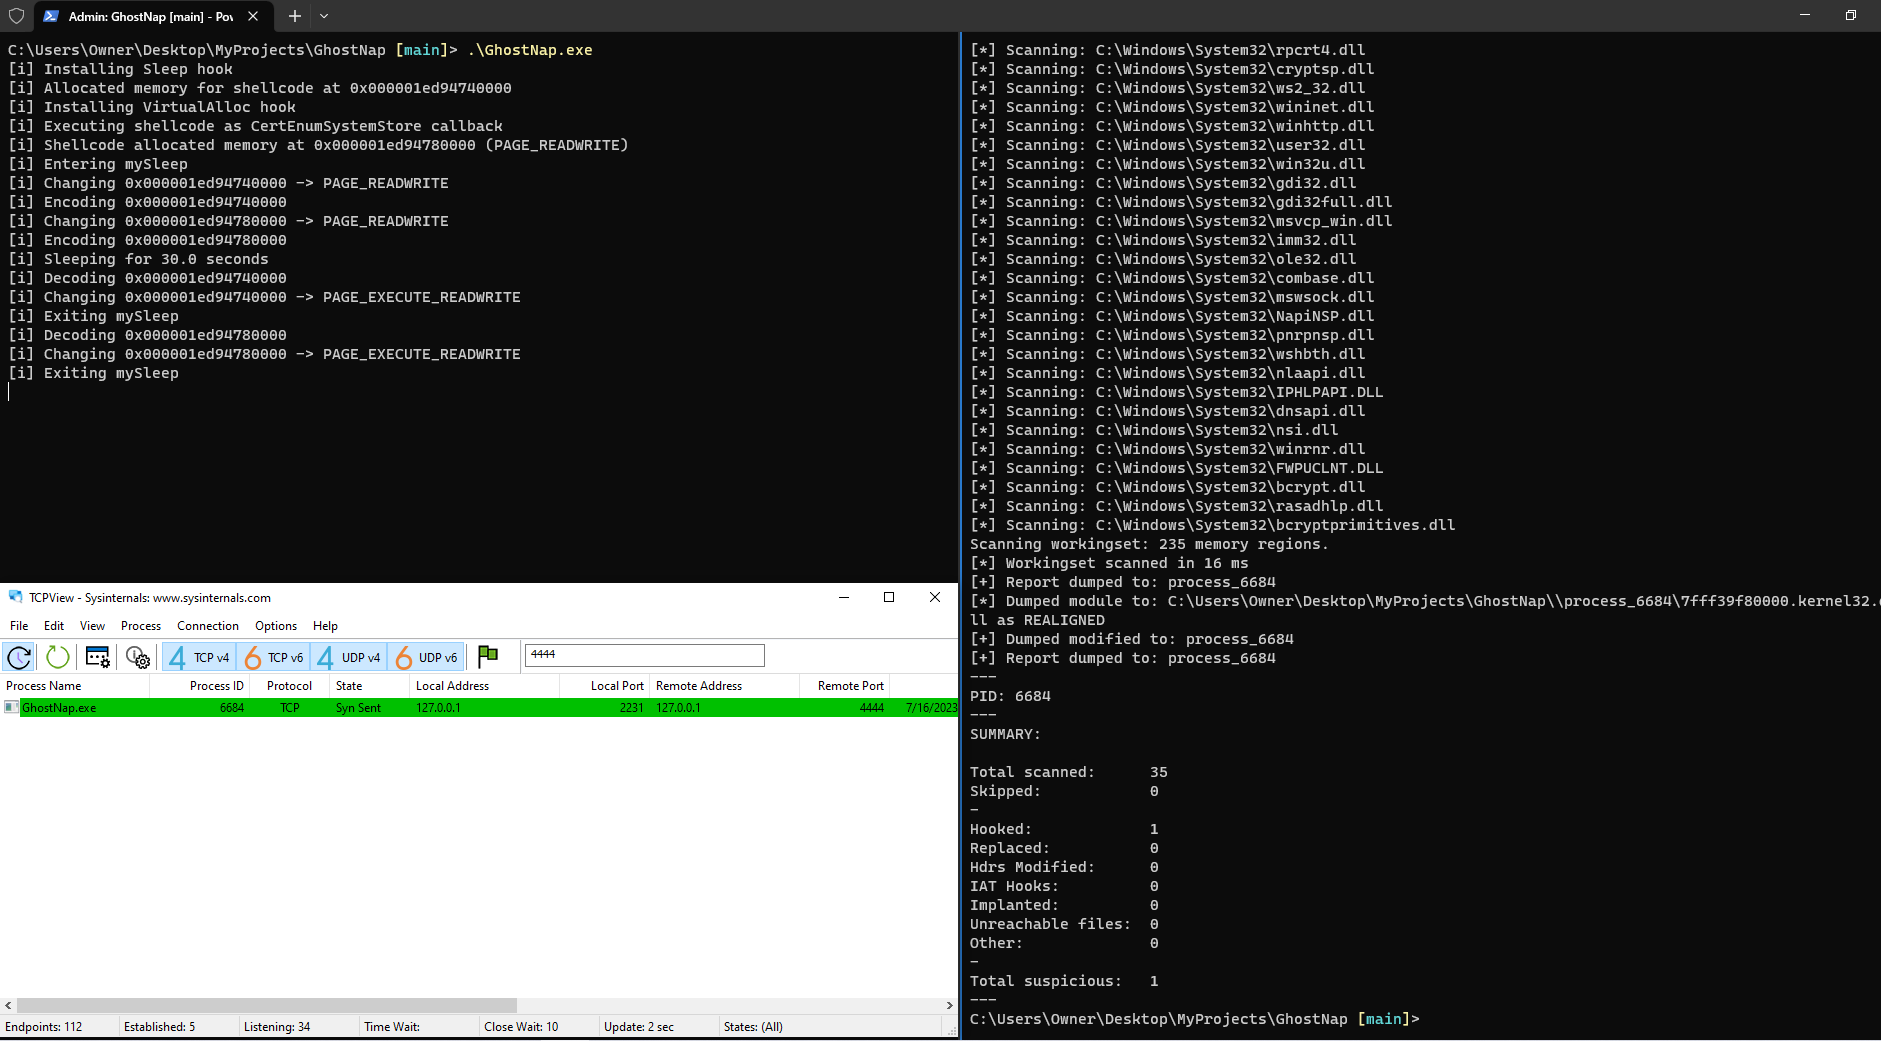 Admin: GhostNap [main] - Pow
C:\Users\Owner\Desktop\MyProjects\GhostNap [main]> .\GhostNap.exe
[i] Installing Sleep hook
[i] Allocated memory for shellcode at 0x000001ed94740000
[i] Installing VirtualAlloc hook
[i] Executing shellcode as CertEnumSystemStore callback
[i] Shellcode allocated memory at 0x000001ed94780000 (PAGE_READWRITE)
[i] Entering mySleep
[i] Changing 0x000001ed94740000 -> PAGE_READWRITE
[i] Encoding 0x000001ed94740000
[i] Changing 0x000001ed94780000 -> PAGE_READWRITE
[i] Encoding 0x000001ed94780000
[i] Sleeping for 30.0 seconds
[i] Decoding 0x000001ed94740000
[i] Changing 0x000001ed94740000 -> PAGE_EXECUTE_READWRITE
[i] Exiting mySleep
[i] Decoding 0x000001ed94780000
[i] Changing 0x000001ed94780000 -> PAGE_EXECUTE_READWRITE
[i] Exiting mySleep
TCPView - Sysinternals: www.sysinternals.com
File Edit View Process Connection Options Help
4 TCP v4 6 TCP v6 4 UDP v4 6 UDP v6 4444
Process Name Process ID Protocol State Local Address Local Port Remote Address Remote Port
GhostNap.exe 6684 TCP Syn Sent 127.0.0.1 2231 127.0.0.1 4444 7/16/2023
Endpoints: 112 Established: 5 Listening: 34 Time Wait: Close Wait: 10 Update: 2 sec States: (All)
[*] Scanning: C:\Windows\System32\rpcrt4.dll
[*] Scanning: C:\Windows\System32\cryptsp.dll
[*] Scanning: C:\Windows\System32\ws2_32.dll
[*] Scanning: C:\Windows\System32\wininet.dll
[*] Scanning: C:\Windows\System32\winhttp.dll
[*] Scanning: C:\Windows\System32\user32.dll
[*] Scanning: C:\Windows\System32\win32u.dll
[*] Scanning: C:\Windows\System32\gdi32.dll
[*] Scanning: C:\Windows\System32\gdi32full.dll
[*] Scanning: C:\Windows\System32\msvcp_win.dll
[*] Scanning: C:\Windows\System32\imm32.dll
[*] Scanning: C:\Windows\System32\ole32.dll
[*] Scanning: C:\Windows\System32\combase.dll
[*] Scanning: C:\Windows\System32\mswsock.dll
[*] Scanning: C:\Windows\System32\NapiNSP.dll
[*] Scanning: C:\Windows\System32\pnrpnsp.dll
[*] Scanning: C:\Windows\System32\wshbth.dll
[*] Scanning: C:\Windows\System32\nlaapi.dll
[*] Scanning: C:\Windows\System32\IPHLPAPI.DLL
[*] Scanning: C:\Windows\System32\dnsapi.dll
[*] Scanning: C:\Windows\System32\nsi.dll
[*] Scanning: C:\Windows\System32\winrnr.dll
[*] Scanning: C:\Windows\System32\FWPUCLNT.DLL
[*] Scanning: C:\Windows\System32\bcrypt.dll
[*] Scanning: C:\Windows\System32\rasadhlp.dll
[*] Scanning: C:\Windows\System32\bcryptprimitives.dll
Scanning workingset: 235 memory regions.
[*] Workingset scanned in 16 ms
[+] Report dumped to: process_6684
[*] Dumped module to: C:\Users\Owner\Desktop\MyProjects\GhostNap\\process_6684\7fff39f80000.kernel32.d
ll as REALIGNED
[+] Dumped modified to: process_6684
[+] Report dumped to: process_6684
---
PID: 6684
---
SUMMARY:
Total scanned: 35
Skipped: 0
-
Hooked: 1
Replaced: 0
Hdrs Modified: 0
IAT Hooks: 0
Implanted: 0
Unreachable files: 0
Other: 0
-
Total suspicious: 1
---
C:\Users\Owner\Desktop\MyProjects\GhostNap [main]>